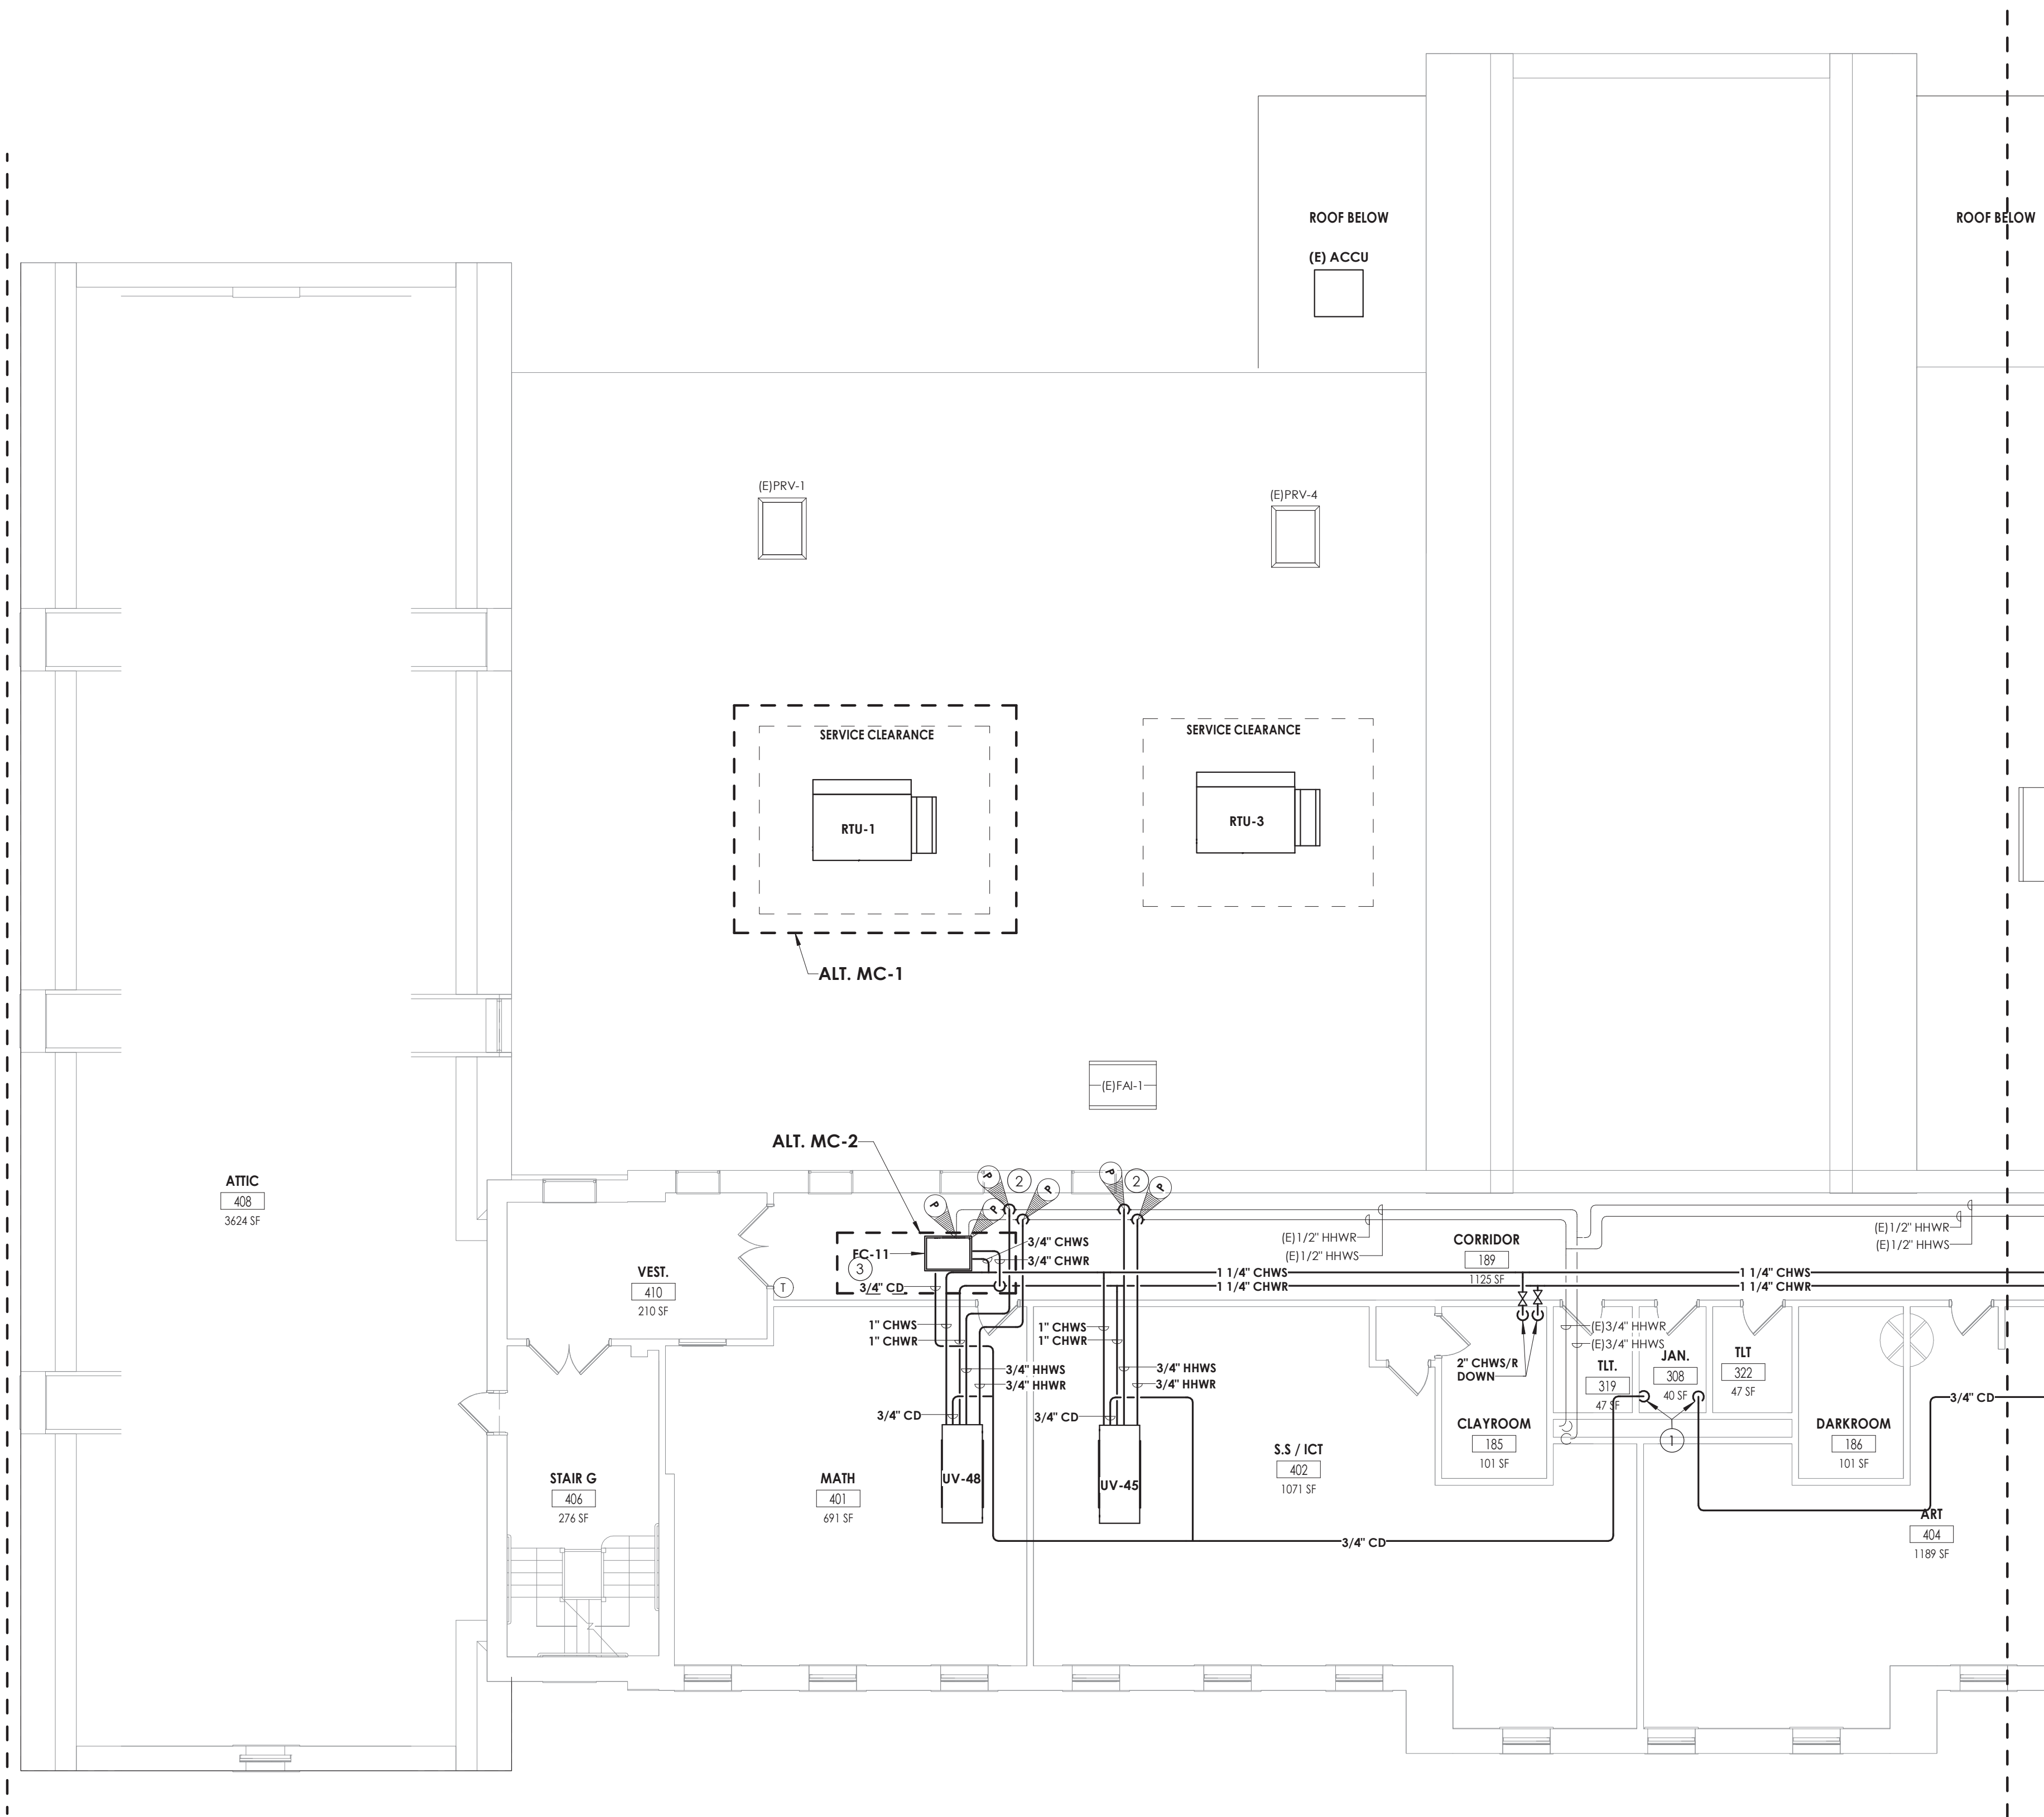 ROOF BELOW
ROOF BELOW
(E) ACCU
(E)PRV-1
(E)PRV-4
SERVICE CLEARANCE
SERVICE CLEARANCE
RTU-1
RTU-3
ALT. MC-1
(E)FAI-1
ALT. MC-2
ATTIC
408
3624 SF
P
2
P
P
2
P
P
P
(E)1/2" HHWR
(E)1/2" HHWS
(E)1/2" HHWR
(E)1/2" HHWS
CORRIDOR
189
1125 SF
FC-11
3
3/4" CHWS
3/4" CHWR
3/4" CD
VEST.
410
210 SF
T
1 1/4" CHWS
1 1/4" CHWR
1 1/4" CHWS
1 1/4" CHWR
1" CHWS
1" CHWR
1" CHWS
1" CHWR
(E)3/4" HHWR
(E)3/4" HHWS
3/4" HHWS
3/4" HHWR
3/4" HHWS
3/4" HHWR
2" CHWS/R
DOWN
TLT.
319
47 SF
JAN.
308
40 SF
TLT
322
47 SF
3/4" CD
3/4" CD
3/4" CD
CLAYROOM
185
101 SF
1
DARKROOM
186
101 SF
S.S / ICT
402
1071 SF
STAIR G
406
276 SF
MATH
401
691 SF
UV-48
UV-45
ART
404
1189 SF
3/4" CD